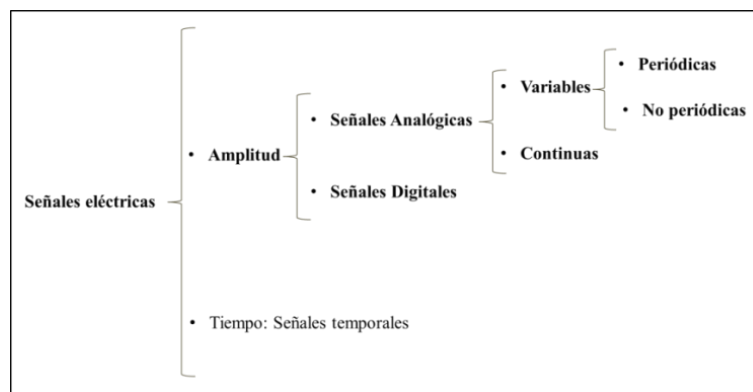 • Periódicas
• Variables
• No periódicas
• Señales Analógicas
• Amplitud
• Continuas
Señales eléctricas
• Señales Digitales
• Tiempo: Señales temporales